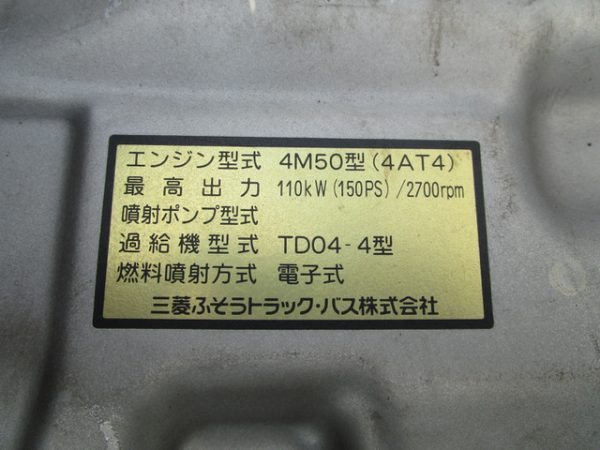 エンジン型式 4M50型(4AT4)
最高出力 110kW(150PS)/2700rpm
噴射ポンプ型式
過給機型式 TD04-4型
燃料噴射方式 電子式
三菱ふそうトラック・バス株式会社